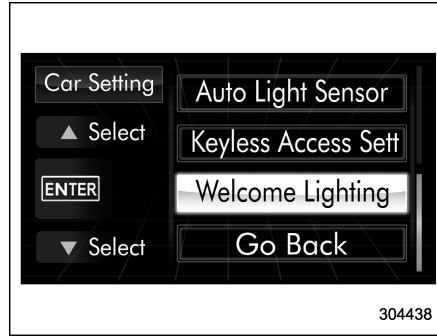 Car Setting
Auto Light Sensor
▲ Select
Keyless Access Sett
ENTER
Welcome Lighting
▼ Select
Go Back
304438